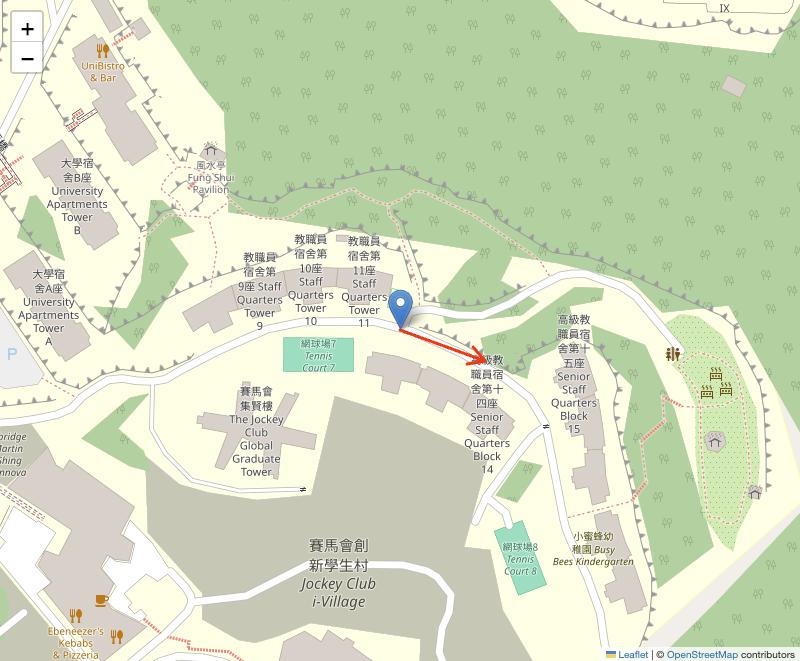 +
−
IX
UniBistro
& Bar
風水亭
Fung Shui
Pavilion
大學宿
舍B座
University
Apartments
Tower
B
大學宿
舍A座
University
Apartments
Tower
A
P
教職員
宿舍第
9座 Staff
Quarters
Tower
9
教職員
宿舍第
10座
Staff
Quarters
Tower
10
教職員
宿舍第
11座
Staff
Quarters
Tower
11
網球場7
Tennis
Court 7
賽馬會
集賢樓
The Jockey
Club
Global
Graduate
Tower
職員宿
舍第十
四座
Senior
Staff
Quarters
Block
14
高級教
職員宿
舍第十
五座
Senior
Staff
Quarters
Block
15
網球場8
Tennis
Court 8
小蜜蜂幼
稚園 Busy
Bees Kindergarten
賽馬會創
新學生村
Jockey Club
i-Village
Ebeneezer's
Kebabs
& Pizzeria
Leaflet | © OpenStreetMap contributors